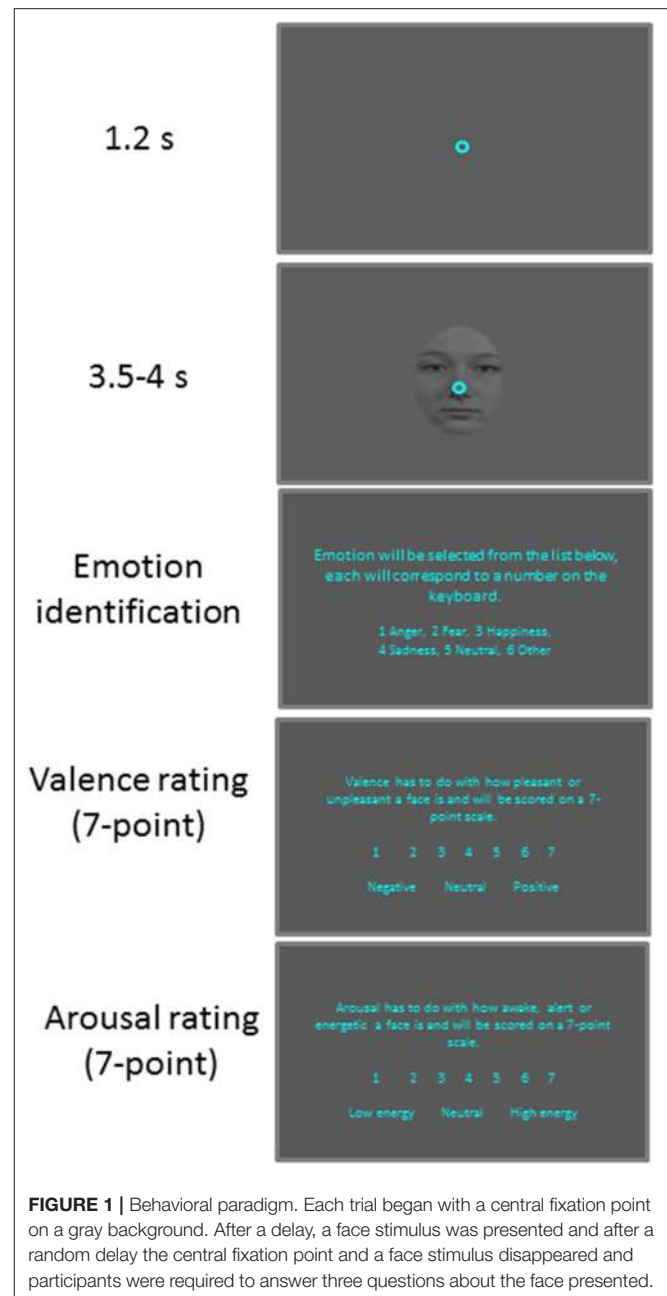 1.2 s
3.5-4 s
Emotion
identification
Emotion will be selected from the list below,
each will correspond to a number on the
keyboard.
1 Anger, 2 Fear, 3 Happiness,
4 Sadness, 5 Neutral, 6 Other
Valence rating
(7-point)
Valence has to do with how pleasant or
unpleasant a face is and will be scored on a 7-
point scale.
1 2 3 4 5 6 7
Negative Neutral Positive
Arousal rating
(7-point)
Arousal has to do with how awake, alert or
energetic a face is and will be scored on a 7-point
scale.
1 2 3 4 5 6 7
Low energy Neutral High energy
FIGURE 1 | Behavioral paradigm. Each trial began with a central fixation point
on a gray background. After a delay, a face stimulus was presented and after a
random delay the central fixation point and a face stimulus disappeared and
participants were required to answer three questions about the face presented.